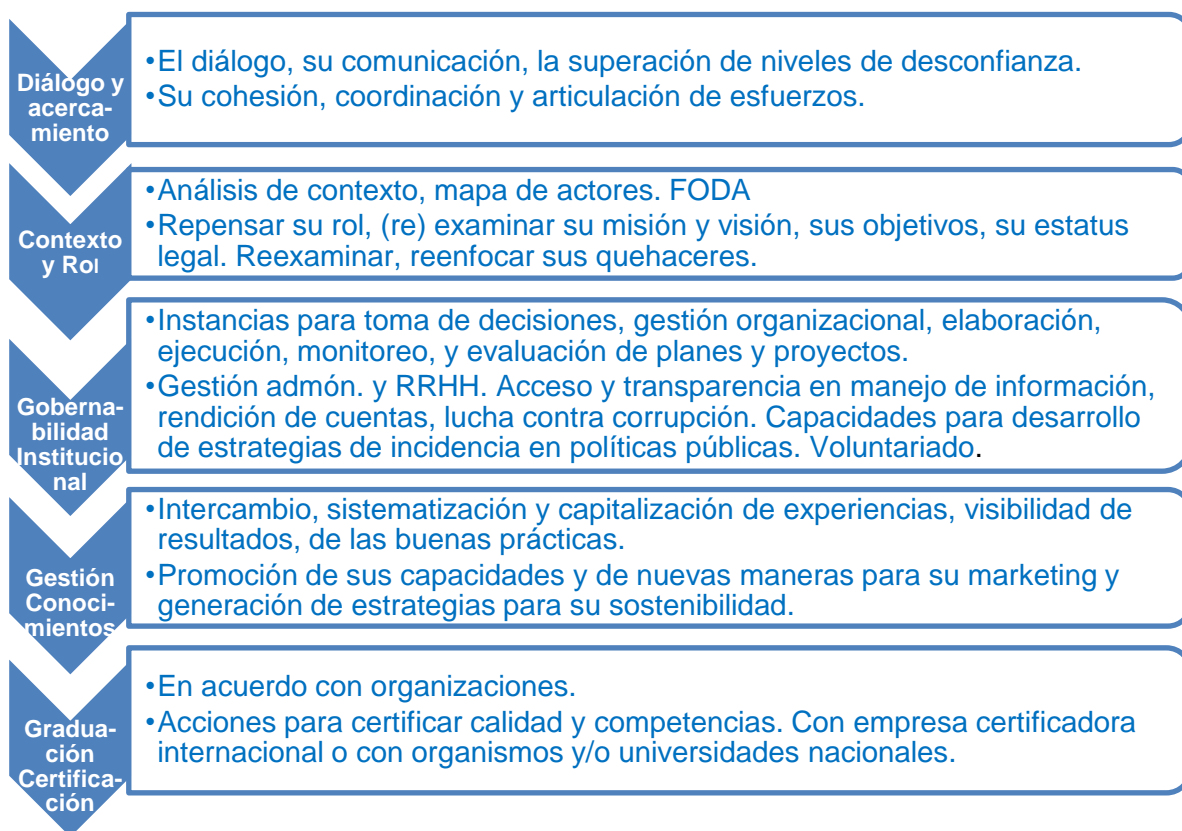 Diálogo y
acerca-
miento
•El diálogo, su comunicación, la superación de niveles de desconfianza.
•Su cohesión, coordinación y articulación de esfuerzos.
Contexto
y Rol
•Análisis de contexto, mapa de actores. FODA
•Repensar su rol, (re) examinar su misión y visión, sus objetivos, su estatus
legal. Reexaminar, reenfocar sus quehaceres.
Goberna-
bilidad
Institucio
nal
•Instancias para toma de decisiones, gestión organizacional, elaboración,
ejecución, monitoreo, y evaluación de planes y proyectos.
•Gestión admón. y RRHH. Acceso y transparencia en manejo de información,
rendición de cuentas, lucha contra corrupción. Capacidades para desarrollo
de estrategias de incidencia en políticas públicas. Voluntariado.
Gestión
Conoci-
mientos
•Intercambio, sistematización y capitalización de experiencias, visibilidad de
resultados, de las buenas prácticas.
•Promoción de sus capacidades y de nuevas maneras para su marketing y
generación de estrategias para su sostenibilidad.
Gradua-
ción
Certifica-
ción
•En acuerdo con organizaciones.
•Acciones para certificar calidad y competencias. Con empresa certificadora
internacional o con organismos y/o universidades nacionales.